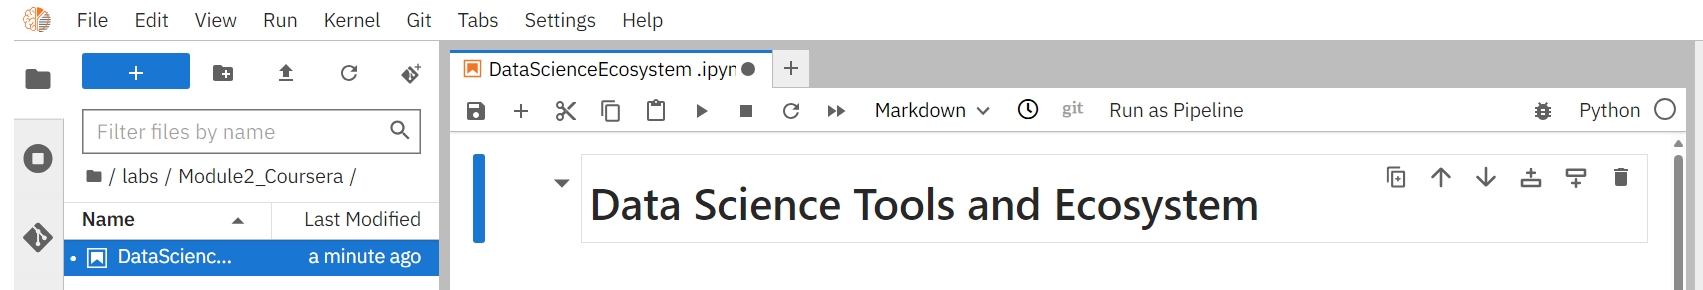 File Edit View Run Kernel Git Tabs Settings Help
+
Filter files by name
/ labs / Module2_Coursera /
Name Last Modified
DataScienc... a minute ago
DataScienceEcosystem .ipyn
+
Markdown git Run as Pipeline Python
Data Science Tools and Ecosystem